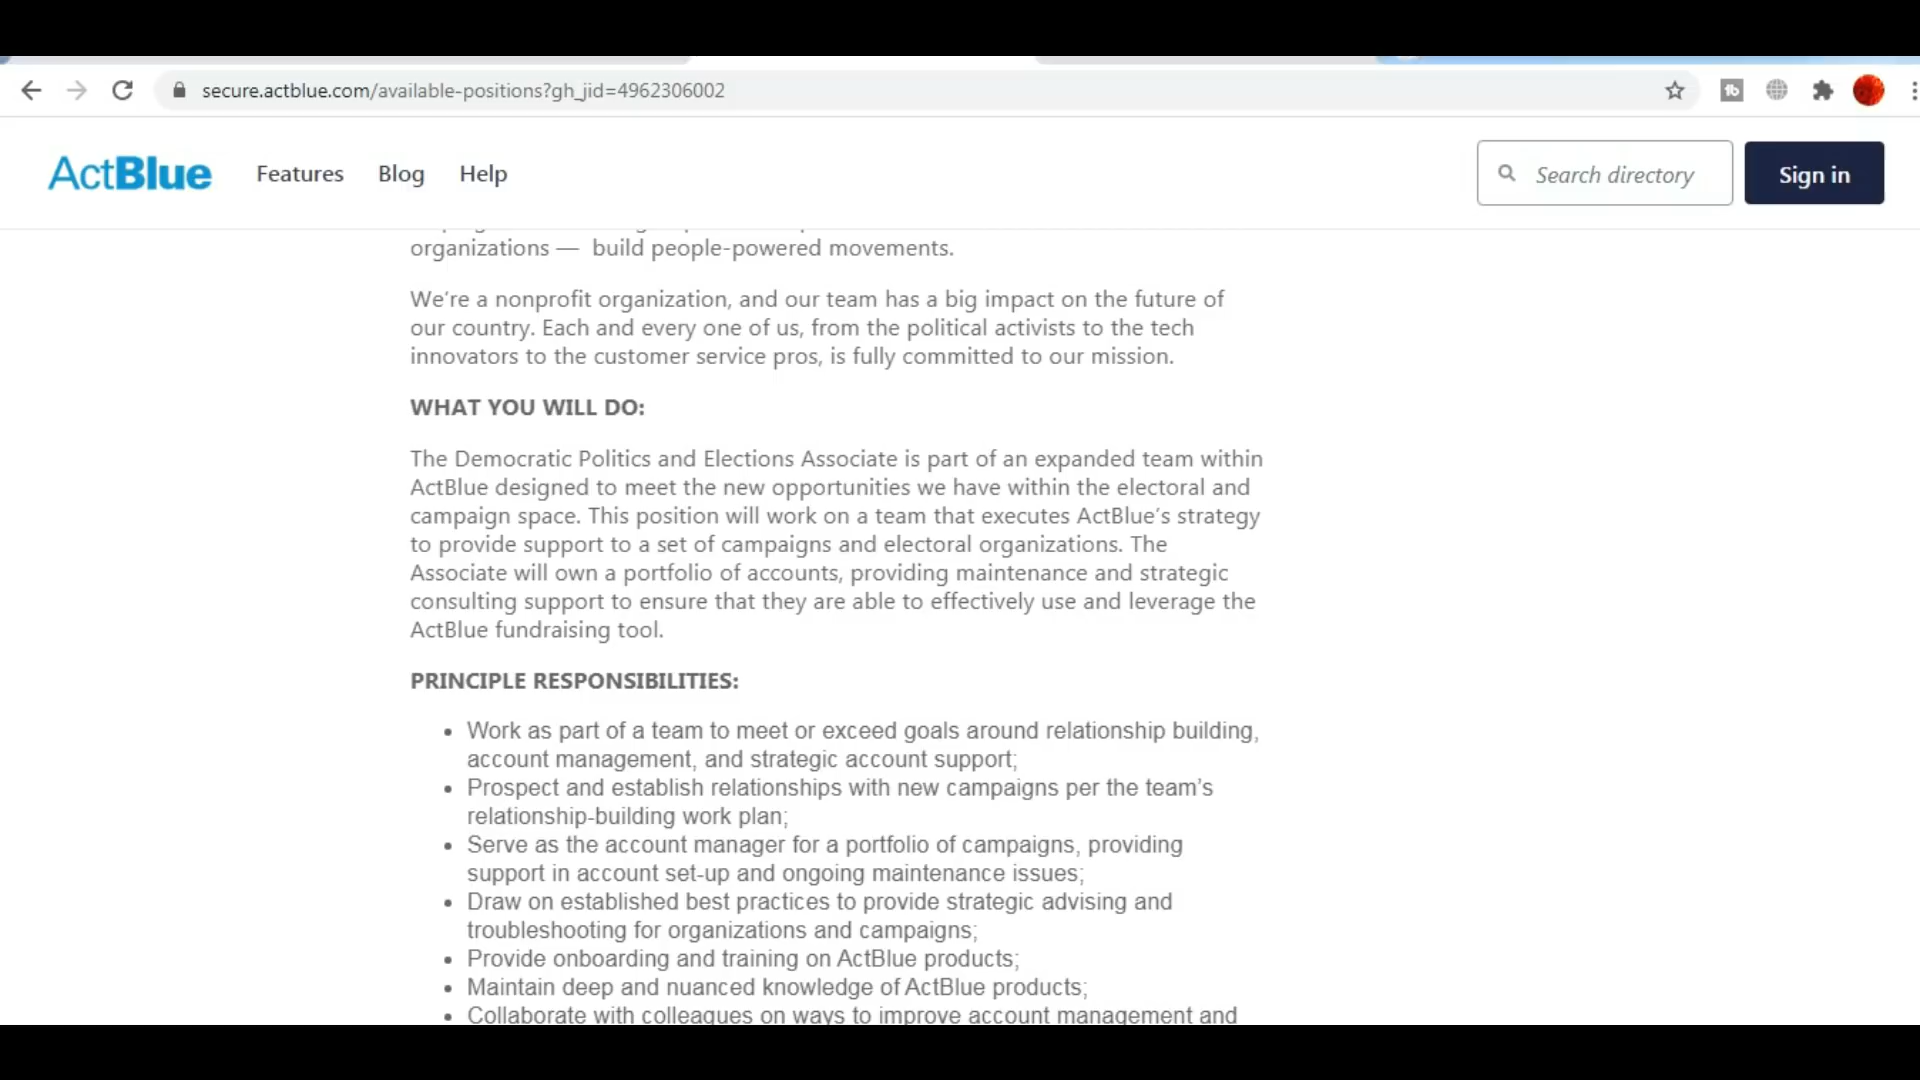 secure.actblue.com/available-positions?gh_jid=4962306002
ActBlue
Features
Blog
Help
Search directory
Sign in
organizations — build people-powered movements.
We're a nonprofit organization, and our team has a big impact on the future of
our country. Each and every one of us, from the political activists to the tech
innovators to the customer service pros, is fully committed to our mission.
WHAT YOU WILL DO:
The Democratic Politics and Elections Associate is part of an expanded team within
ActBlue designed to meet the new opportunities we have within the electoral and
campaign space. This position will work on a team that executes ActBlue's strategy
to provide support to a set of campaigns and electoral organizations. The
Associate will own a portfolio of accounts, providing maintenance and strategic
consulting support to ensure that they are able to effectively use and leverage the
ActBlue fundraising tool.
PRINCIPLE RESPONSIBILITIES:
• Work as part of a team to meet or exceed goals around relationship building,
account management, and strategic account support;
• Prospect and establish relationships with new campaigns per the team's
relationship-building work plan;
• Serve as the account manager for a portfolio of campaigns, providing
support in account set-up and ongoing maintenance issues;
• Draw on established best practices to provide strategic advising and
troubleshooting for organizations and campaigns;
• Provide onboarding and training on ActBlue products;
• Maintain deep and nuanced knowledge of ActBlue products;
• Collaborate with colleagues on ways to improve account management and